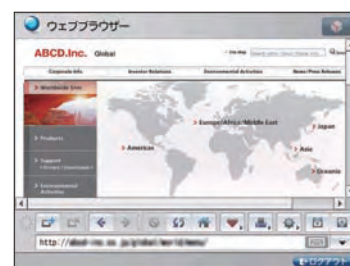 ウェブブラウザー
ABCD.Inc. Global
Corporate Info Investor Relations Environmental Activities News/Press Releases
> Worldwide Sites
> Europe/Africa/Middle East
> Japan
> Products
> Americas
> Asia
> Support
> Oceania
> Environmental Activities
http://
ログアウト